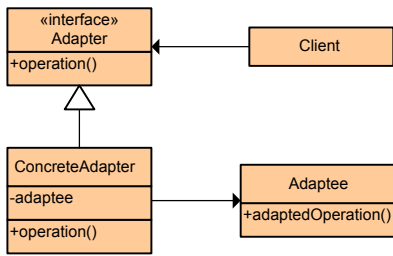 «interface»
Adapter
+operation()
Client
ConcreteAdapter
-adaptee
+operation()
Adaptee
+adaptedOperation()